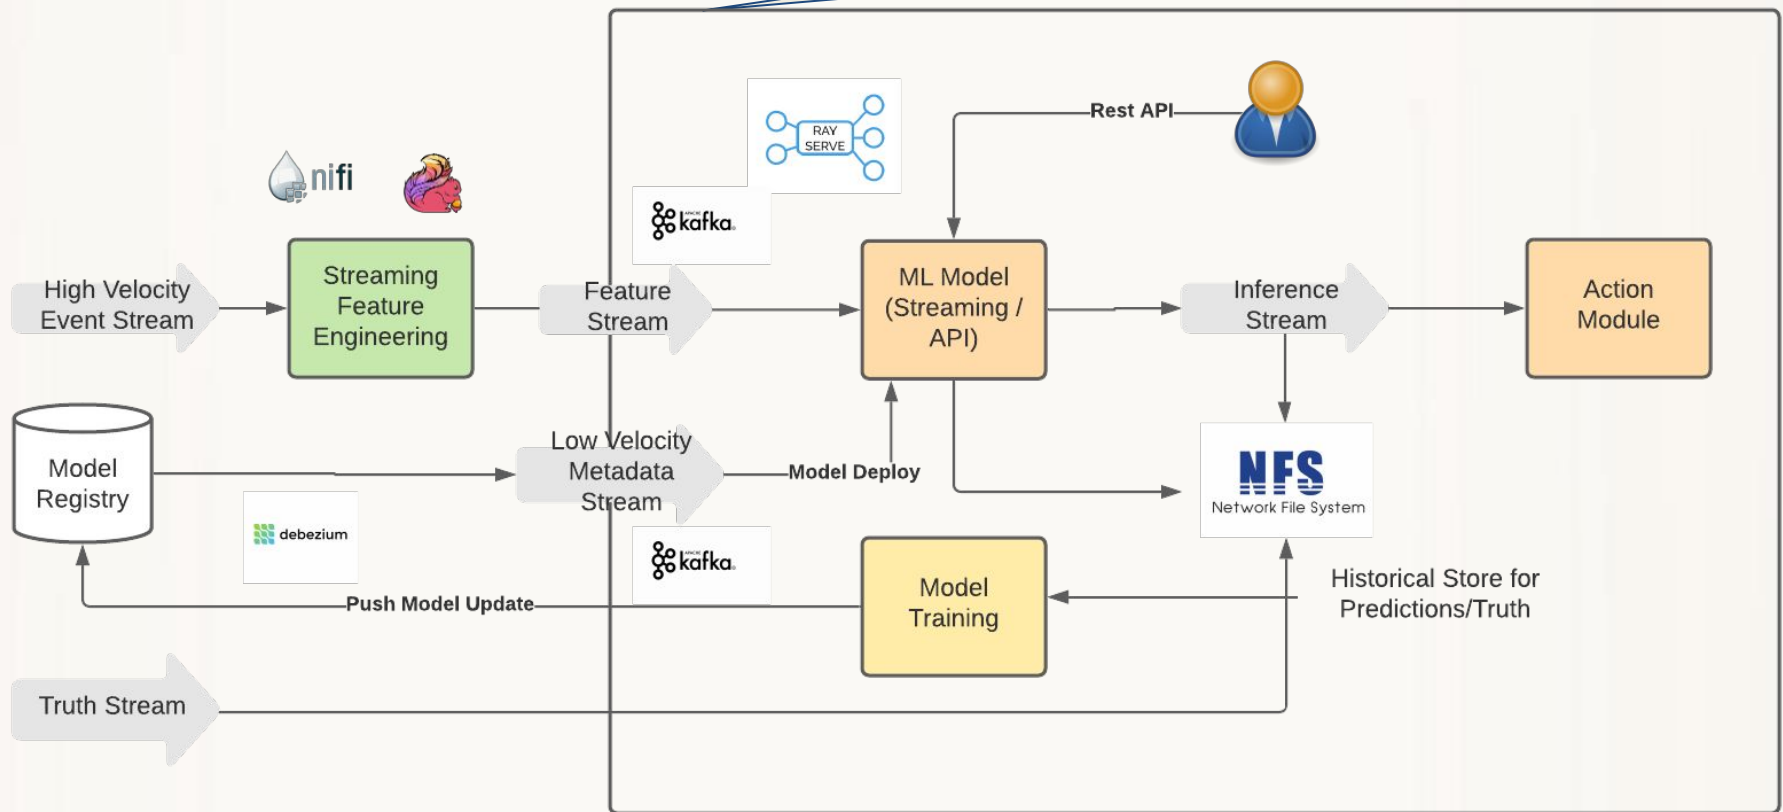 Rest API
RAY
SERVE
nifi
APACHE
kafka
High Velocity
Event Stream
Streaming
Feature
Engineering
Feature
Stream
ML Model
(Streaming /
API)
Inference
Stream
Action
Module
Model
Registry
Low Velocity
Metadata
Stream
Model Deploy
NFS
Network File System
debezium
APACHE
kafka
Push Model Update
Model
Training
Historical Store for
Predictions/Truth
Truth Stream